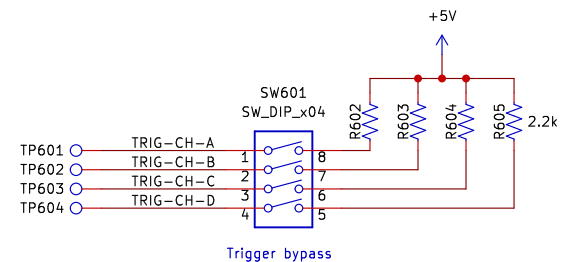 +5V
SW601
SW_DIP_x04
R602
R603
R604
R605
2.2k
TP601
TRIG-CH-A
1
8
TP602
TRIG-CH-B
2
7
TP603
TRIG-CH-C
3
6
TP604
TRIG-CH-D
4
5
Trigger bypass